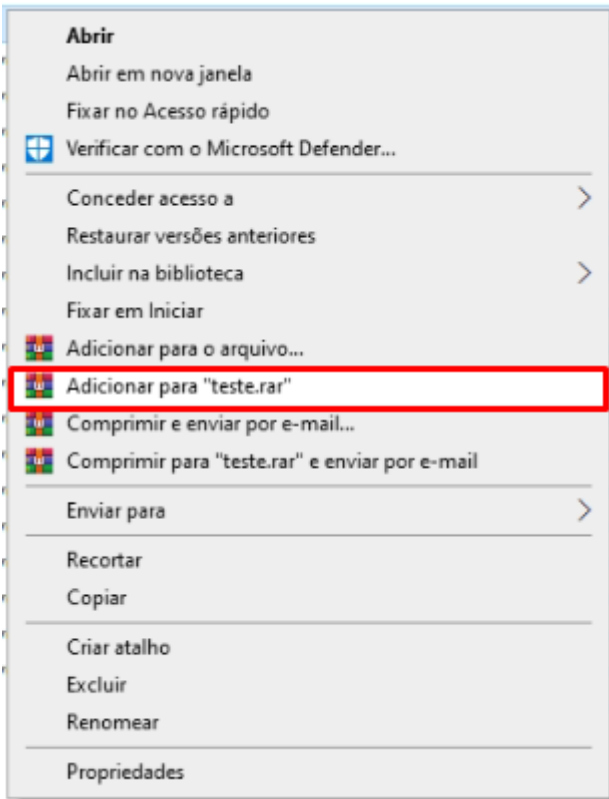 Abrir
Abrir em nova janela
Fixar no Acesso rápido
Verificar com o Microsoft Defender...
Conceder acesso a
Restaurar versões anteriores
Incluir na biblioteca
Fixar em Iniciar
Adicionar para o arquivo...
Adicionar para "teste.rar"
Comprimir e enviar por e-mail...
Comprimir para "teste.rar" e enviar por e-mail
Enviar para
Recortar
Copiar
Criar atalho
Excluir
Renomear
Propriedades